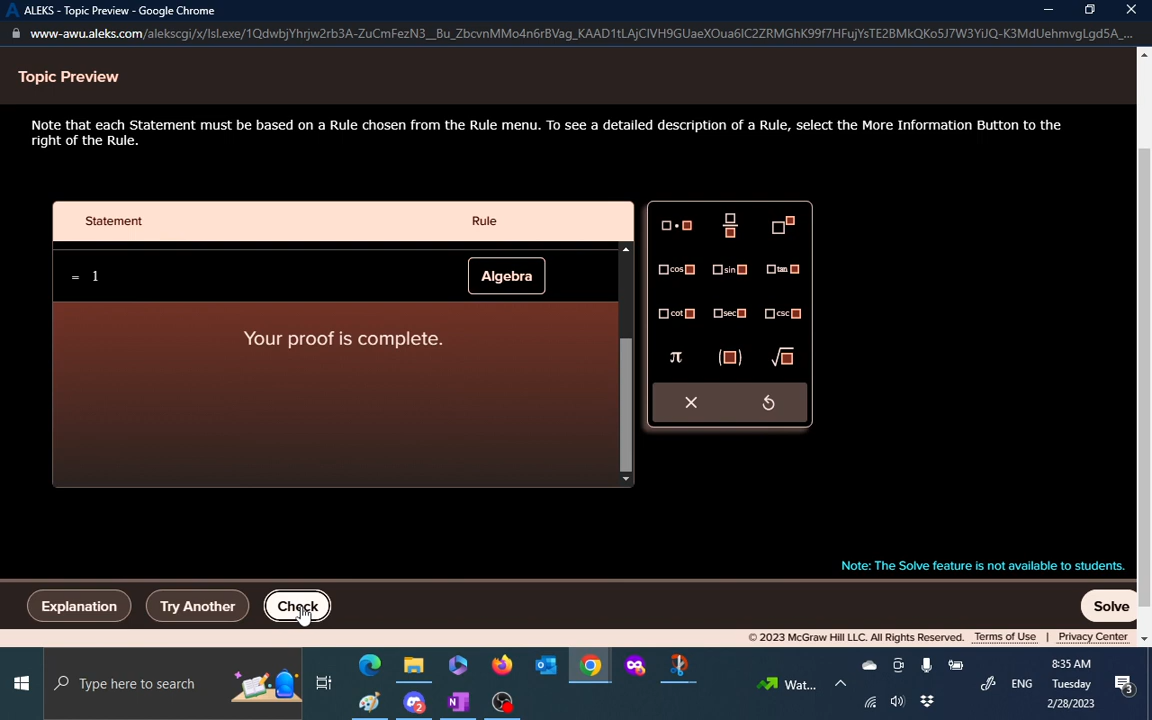 ALEKS - Topic Preview - Google Chrome
Topic Preview
Note that each Statement must be based on a Rule chosen from the Rule menu. To see a detailed description of a Rule, select the More Information Button to the
right of the Rule.
Statement Rule
= 1 Algebra
Your proof is complete.
cos sin tan
cot sec csc
π ( ) √
Note: The Solve feature is not available to students.
Explanation Try Another Check Solve
© 2023 McGraw Hill LLC. All Rights Reserved. Terms of Use | Privacy Center
Type here to search
Wat...
ENG
8:35 AM
Tuesday
2/28/2023
3
2